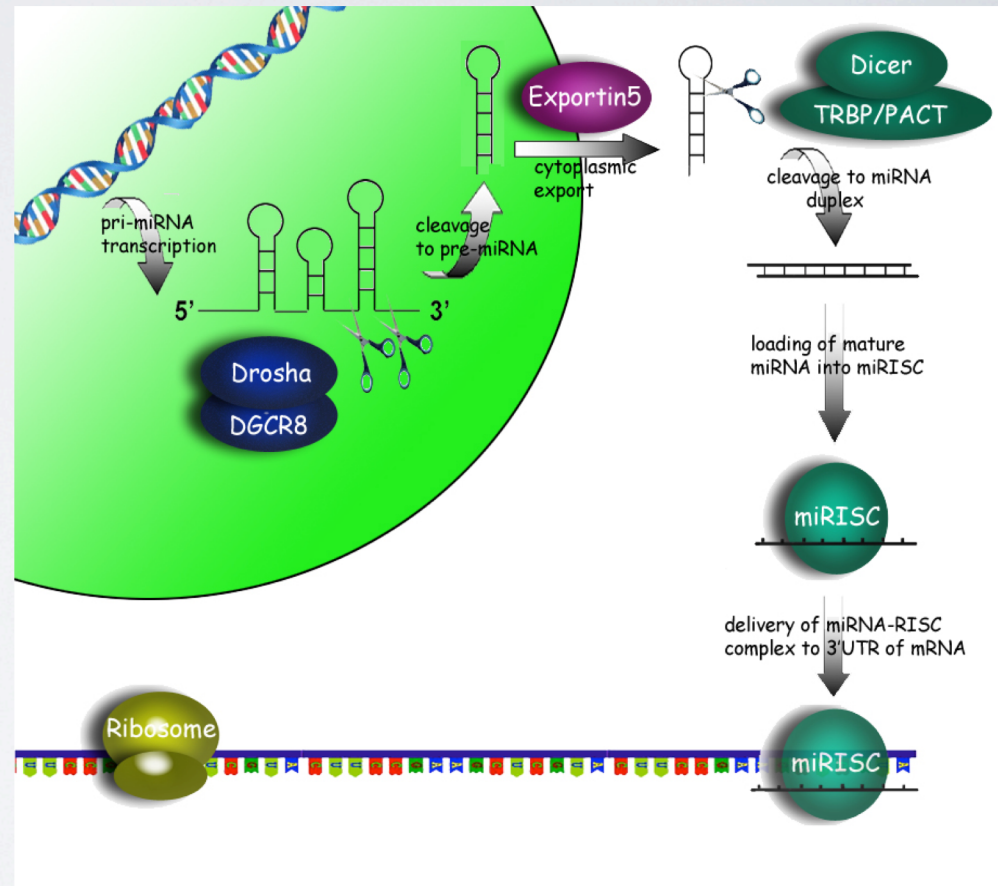 Exportin5
Dicer
TRBP/PACT
cytoplasmic
export
cleavage to miRNA
duplex
pri-miRNA
transcription
cleavage
to pre-miRNA
5’
3’
Drosha
DGCR8
loading of mature
miRNA into miRISC
miRISC
delivery of miRNA-RISC
complex to 3’UTR of mRNA
Ribosome
miRISC